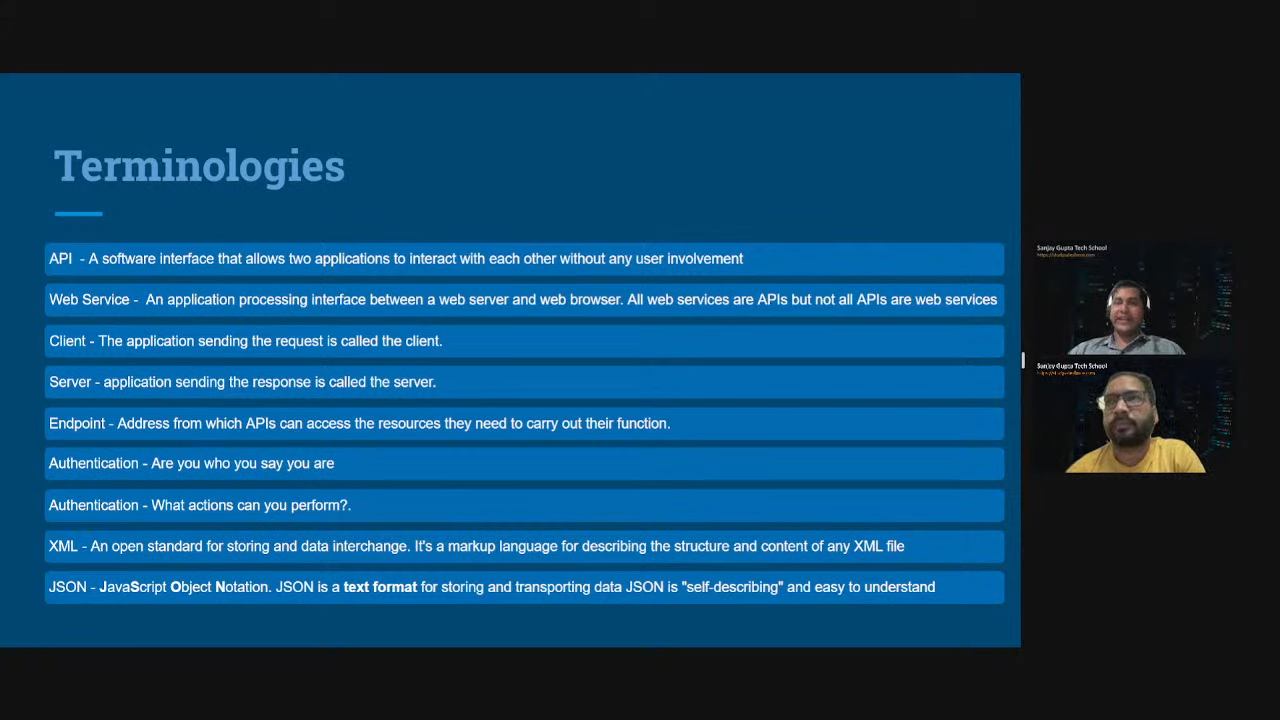 Terminologies
API - A software interface that allows two applications to interact with each other without any user involvement
Web Service - An application processing interface between a web server and web browser. All web services are APIs but not all APIs are web services
Client - The application sending the request is called the client.
Server - application sending the response is called the server.
Endpoint - Address from which APIs can access the resources they need to carry out their function.
Authentication - Are you who you say you are
Authentication - What actions can you perform?.
XML - An open standard for storing and data interchange. It's a markup language for describing the structure and content of any XML file
JSON - JavaScript Object Notation. JSON is a text format for storing and transporting data JSON is "self-describing" and easy to understand
Sanjay Gupta Tech School
Sanjay Gupta Tech School